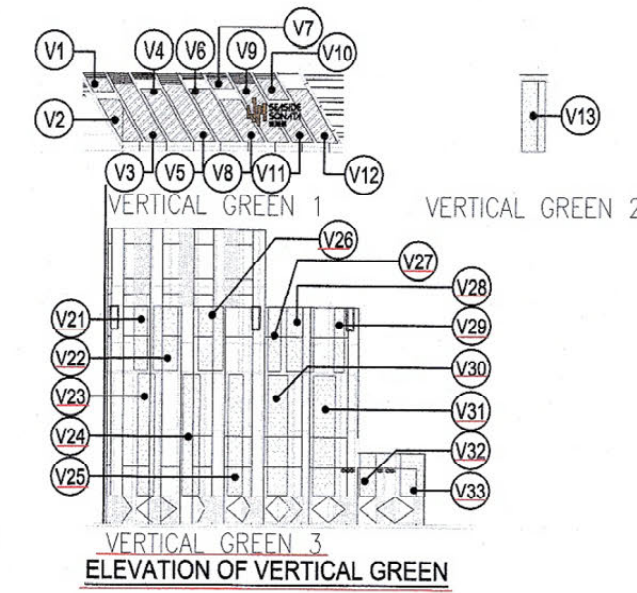 V7
V4 V6 V9
V1 V10
V2 SEASIDE
SONATA
V13
V3 V5 V8 V11 V12
VERTICAL GREEN 1
VERTICAL GREEN 2
V26
V27
V28
V21
V29
V22
V23
V30
V31
V24
V32
V25
V33
VERTICAL GREEN 3
ELEVATION OF VERTICAL GREEN